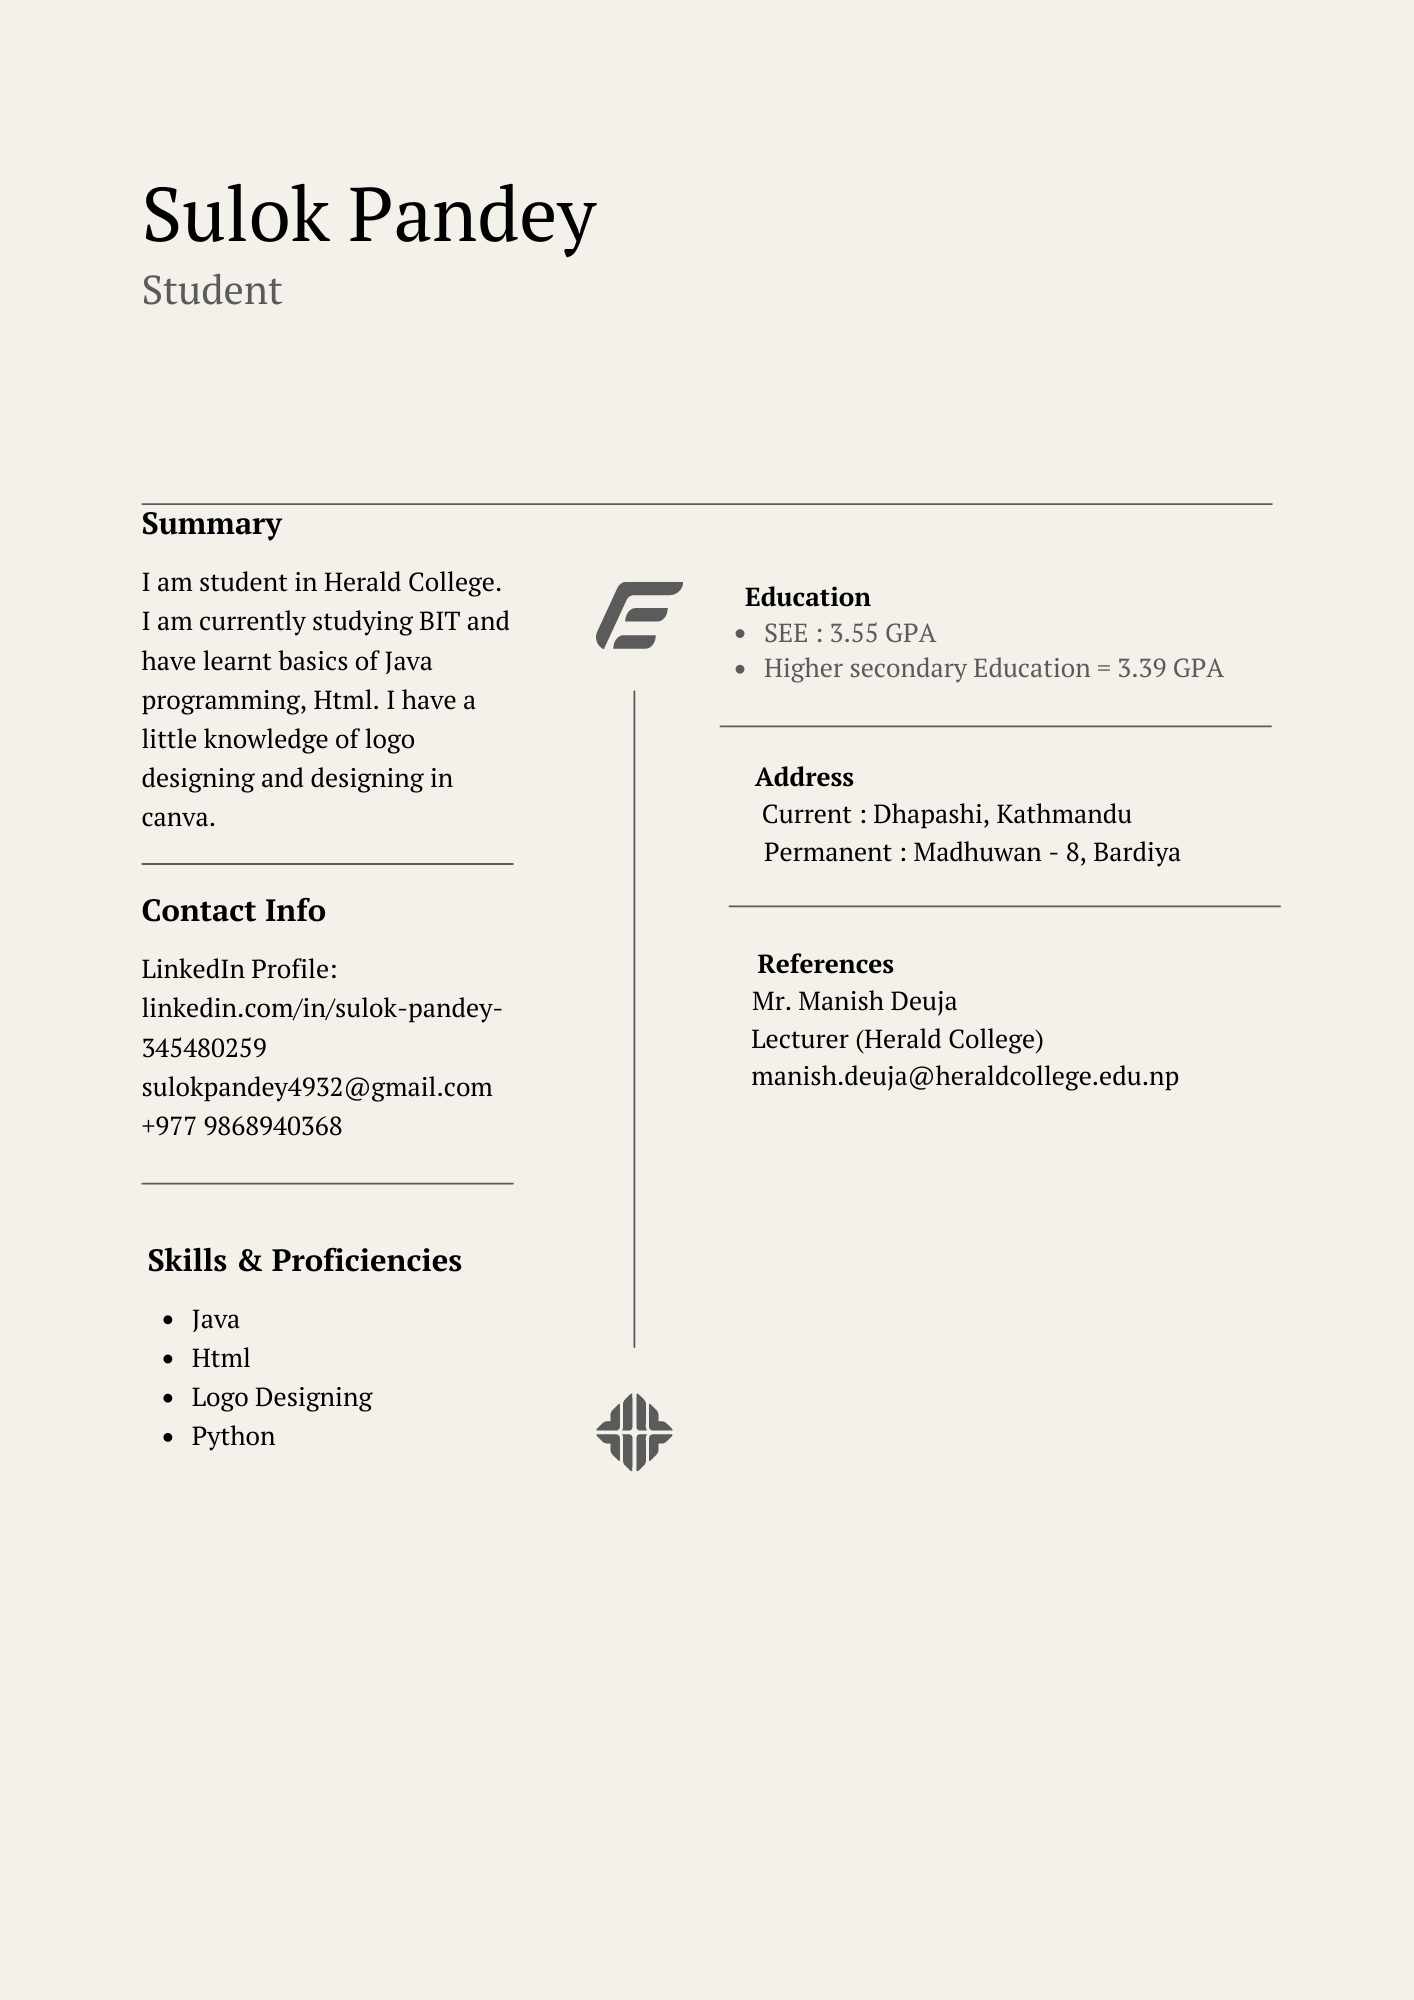 Sulok Pandey
Student
Summary
I am student in Herald College.
I am currently studying BIT and
have learnt basics of Java
programming, Html. I have a
little knowledge of logo
designing and designing in
canva.
Contact Info
LinkedIn Profile:
linkedin.com/in/sulok-pandey-
345480259
sulokpandey4932@gmail.com
+977 9868940368
Skills & Proficiencies
• Java
• Html
• Logo Designing
• Python
Education
• SEE : 3.55 GPA
• Higher secondary Education = 3.39 GPA
Address
Current : Dhapashi, Kathmandu
Permanent : Madhuwan - 8, Bardiya
References
Mr. Manish Deuja
Lecturer (Herald College)
manish.deuja@heraldcollege.edu.np